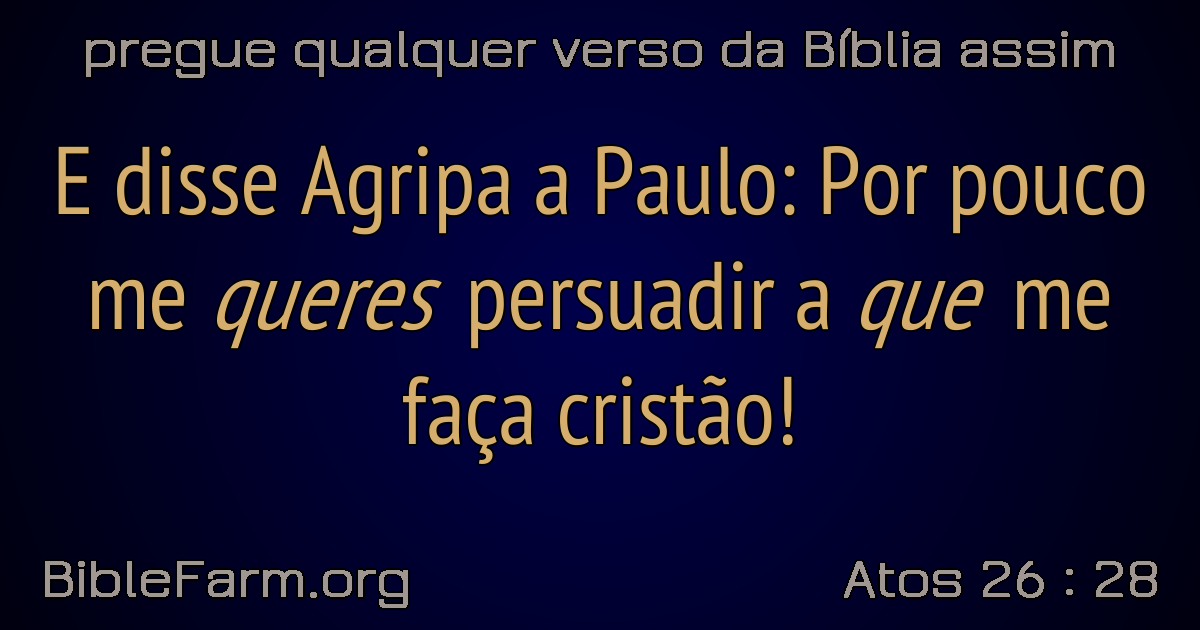 pregue qualquer verso da Bíblia assim
E disse Agripa a Paulo: Por pouco
me queres persuadir a que me
faça cristão!
BibleFarm.org
Atos 26 : 28